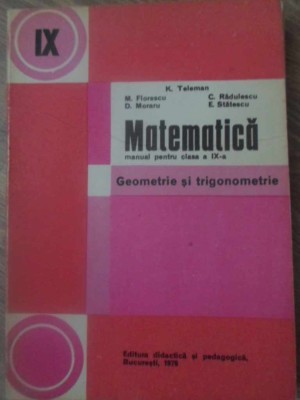 IX
K. Teleman
M. Florescu C. Rădulescu
D. Moraru E. Stătescu
Matematică
manual pentru clasa a IX-a
Geometrie și trigonometrie
Editura didactică și pedagogică,
București, 1979